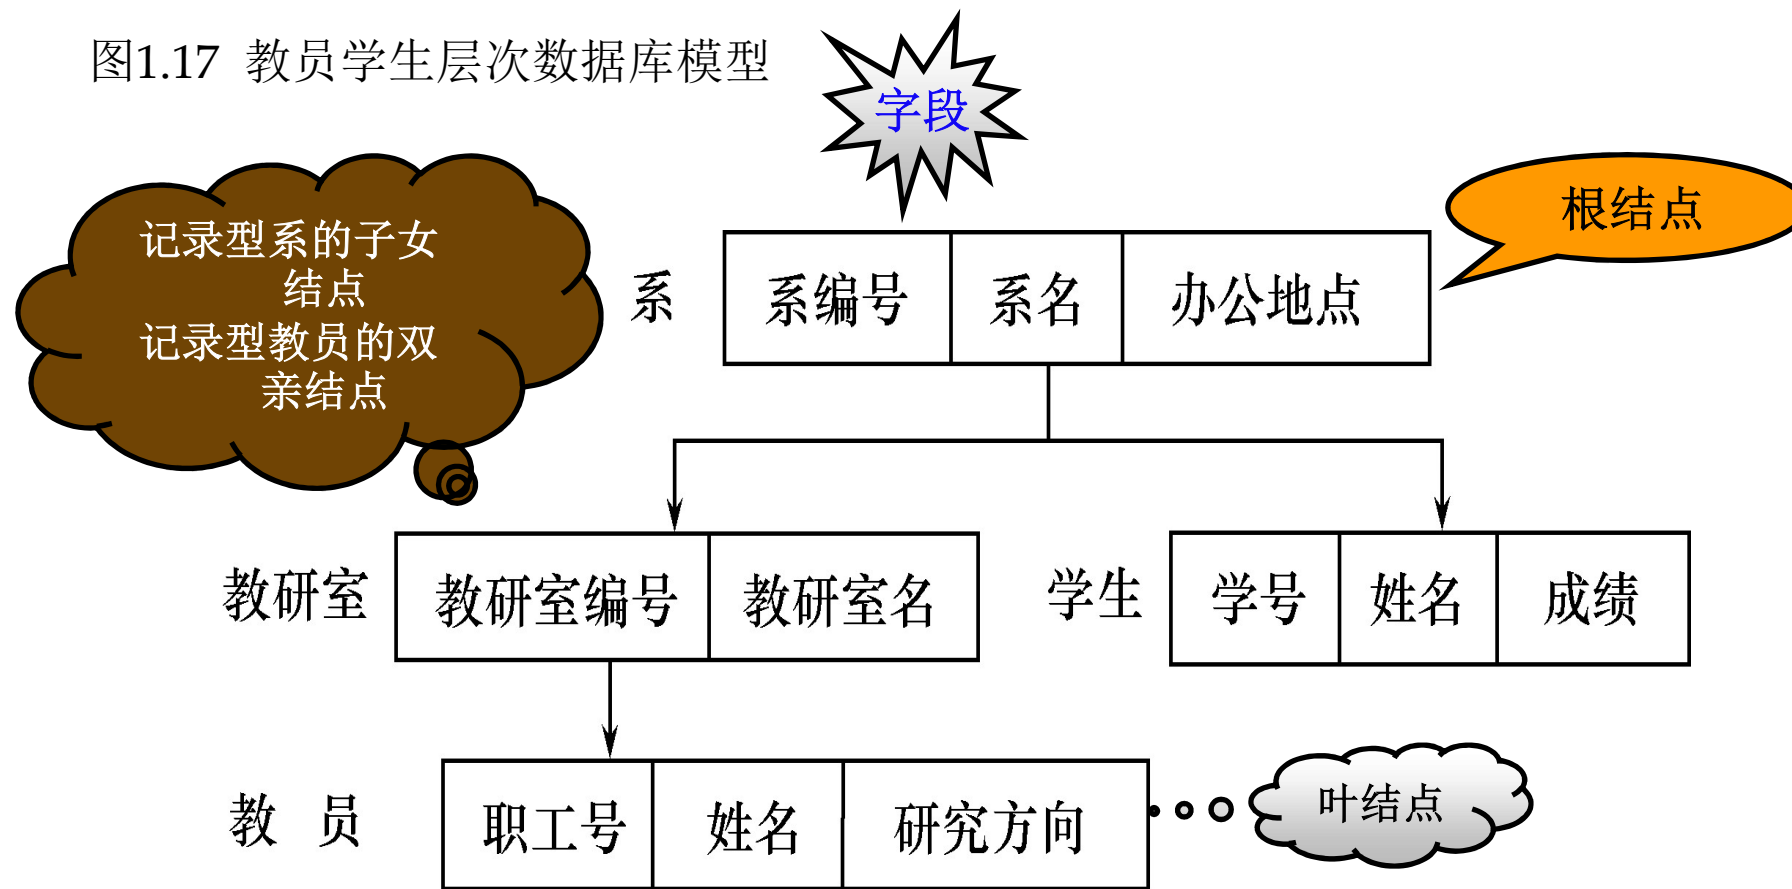 图1.17 教员学生层次数据库模型
字段
根结点
记录型系的子女
结点
记录型教员的双
亲结点
系 系编号 系名 办公地点
教研室 教研室编号 教研室名 学生 学号 姓名 成绩
教 员 职工号 姓名 研究方向
叶结点